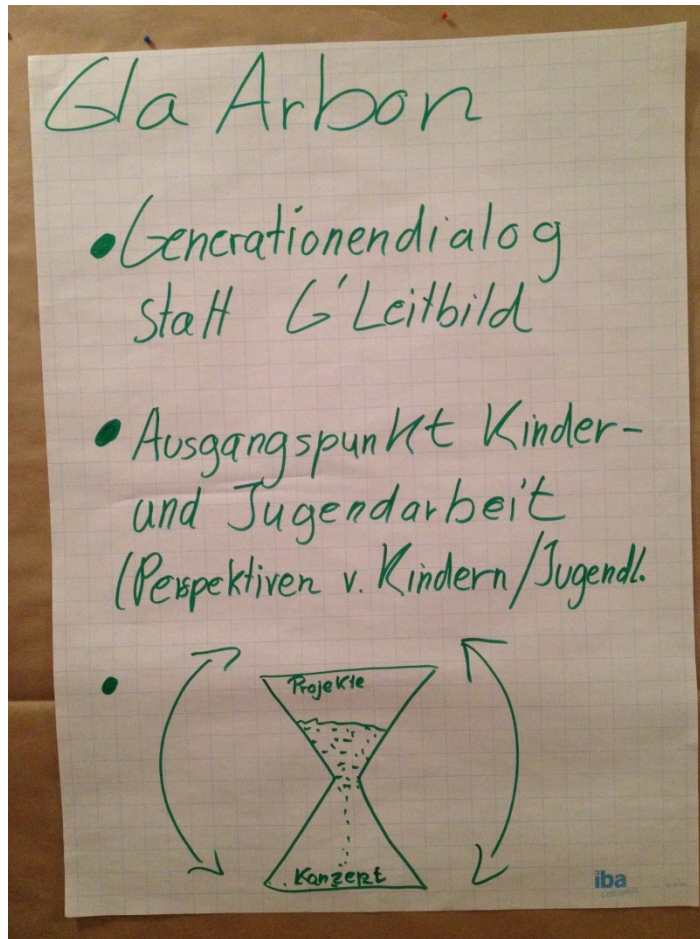 Gla Arbon
• Generationendialog
statt G'Leitbild
• Ausgangspunkt Kinder-
und Jugendarbeit
(Perspektiven v. Kindern/Jugendl.
•
Projekte
Konzept
iba